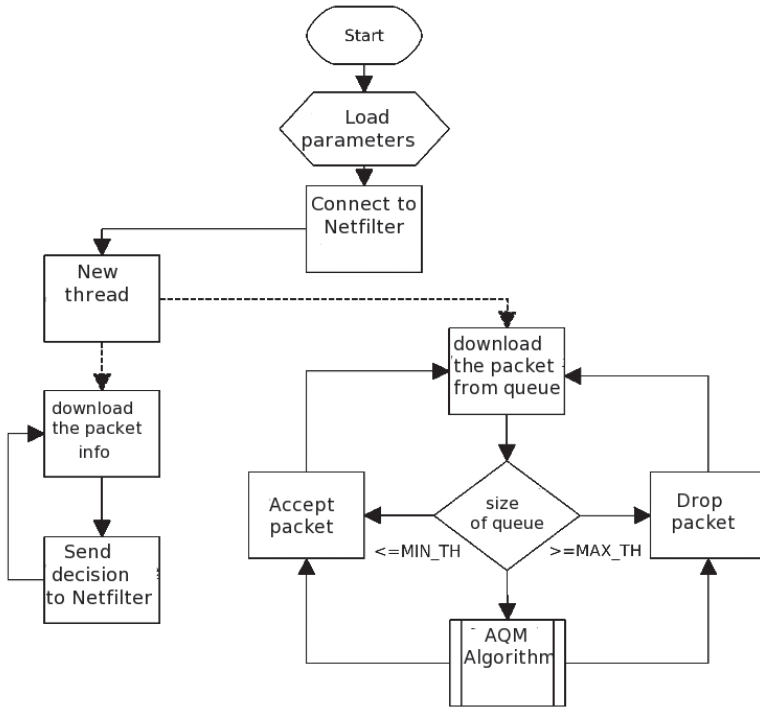 Start
Load
parameters
Connect to
Netfilter
New
thread
download
the packet
from queue
download
the packet
info
size
of queue
Accept
packet
Drop
packet
<=MIN_TH
>=MAX_TH
Send
decision
to Netfilter
AQM
Algorithm